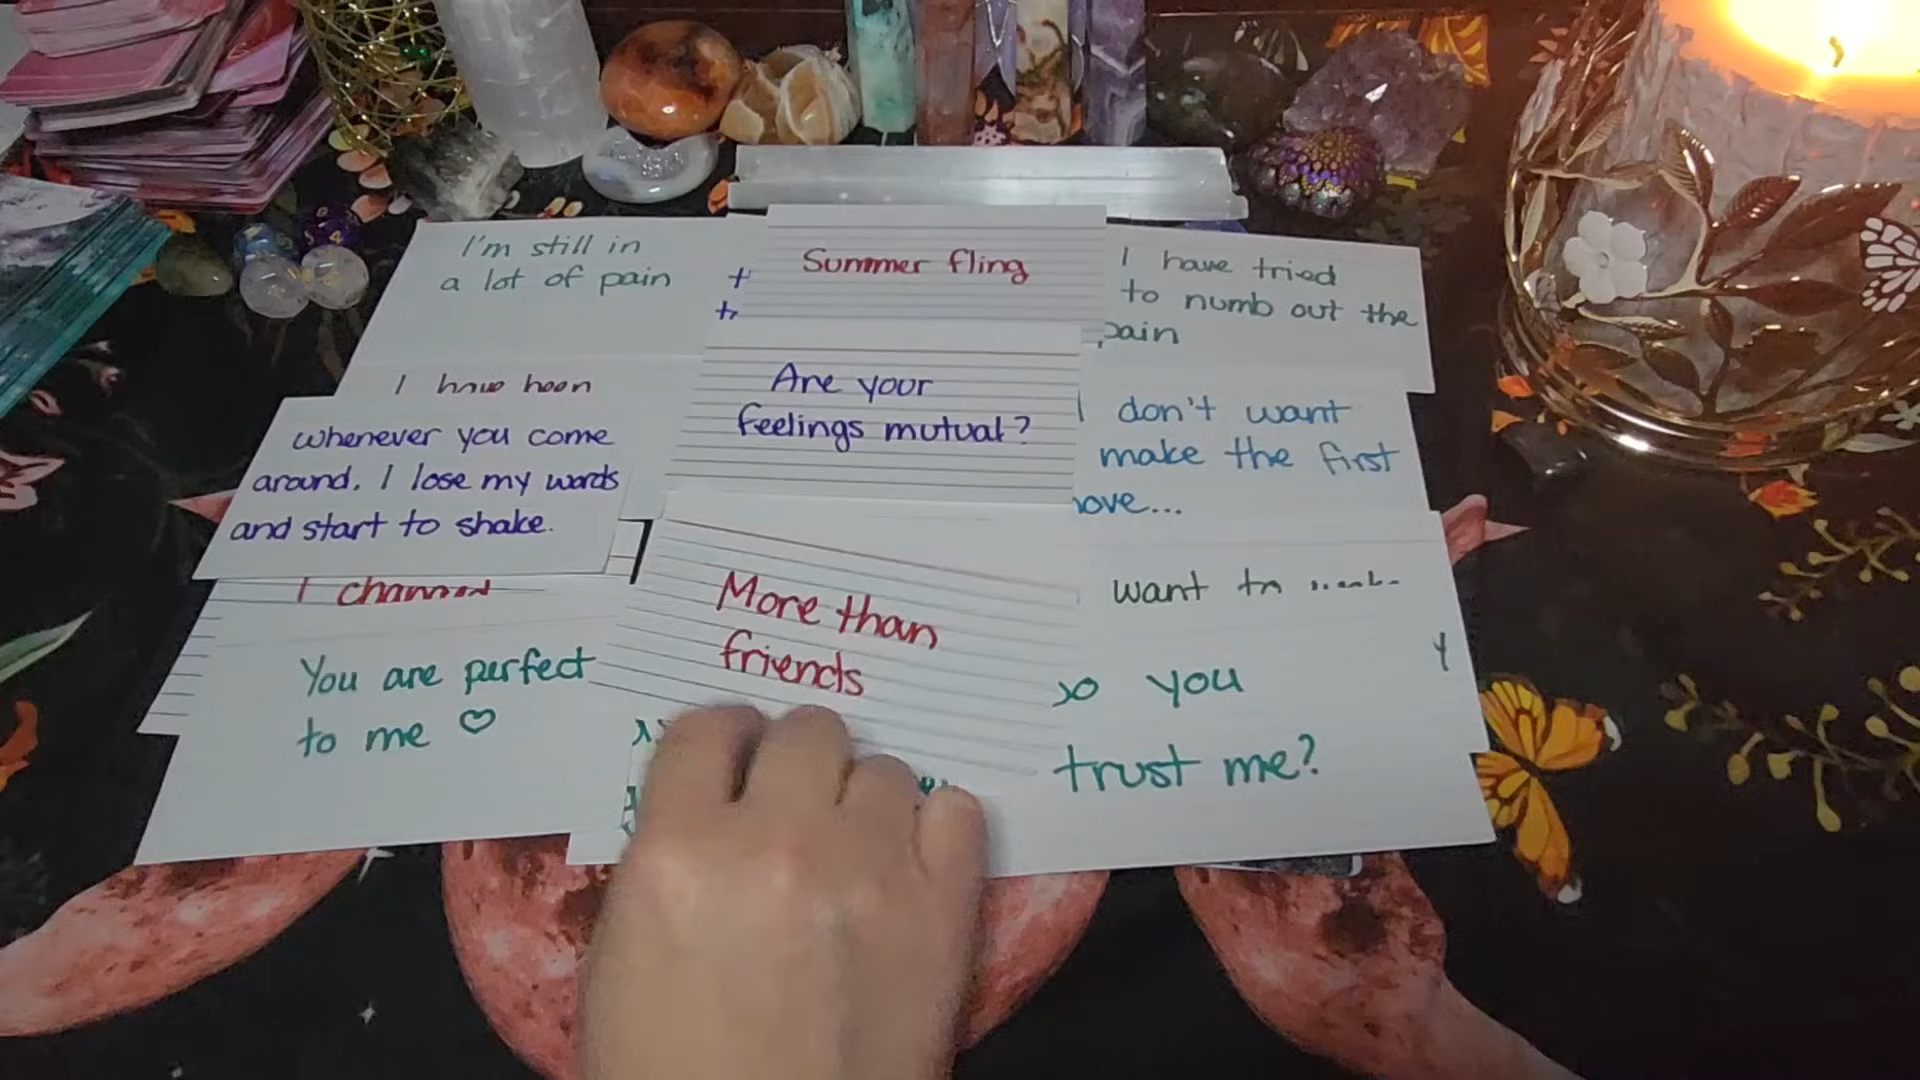 I'm still in
a lot of pain
Summer fling
I have tried
to numb out the
pain
I have been
Are your
feelings mutual?
I don't want
make the first
whenever you come
around, I lose my words
and start to shake.
More than
friends
want to
You are perfect
to me ♡
so you
trust me?